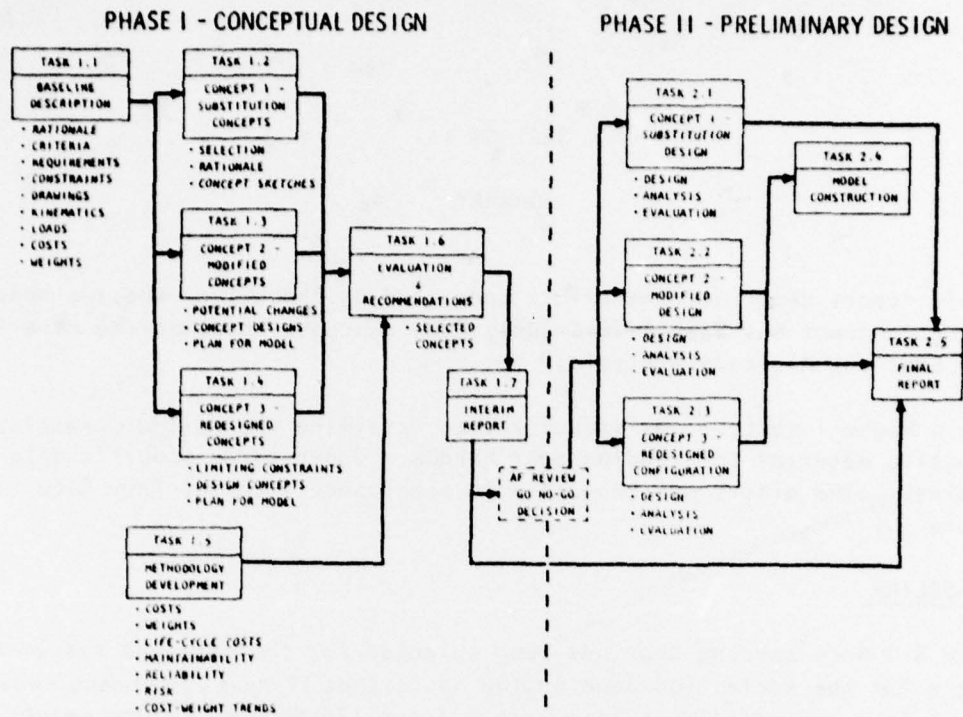 PHASE I - CONCEPTUAL DESIGN
TASK 1.1
BASELINE
DESCRIPTION
· RATIONALE
· CRITERIA
· REQUIREMENTS
· CONSTRAINTS
· DRAWINGS
· KINEMATICS
· LOADS
· COSTS
· WEIGHTS
TASK 1.2
CONCEPT 1 -
SUBSTITUTION
CONCEPTS
· SELECTION
RATIONALE
· CONCEPT SKETCHES
TASK 1.3
CONCEPT 2 -
MODIFIED
CONCEPTS
· POTENTIAL CHANGES
· CONCEPT DESIGNS
· PLAN FOR MODEL
TASK 1.4
CONCEPT 3 -
REDESIGNED
CONCEPTS
· LIMITING CONSTRAINTS
· DESIGN CONCEPTS
· PLAN FOR MODEL
TASK 1.5
METHODOLOGY
DEVELOPMENT
· COSTS
· WEIGHTS
· LIFE-CYCLE COSTS
· MAINTAINABILITY
· RELIABILITY
· RISK
· COST-WEIGHT TRENDS
TASK 1.6
EVALUATION
+
RECOMMENDATIONS
· SELECTED
CONCEPTS
TASK 1.7
INTERIM
REPORT
AF REVIEW
GO NO-GO
DECISION
PHASE II - PRELIMINARY DESIGN
TASK 2.1
CONCEPT 1 -
SUBSTITUTION
DESIGN
· DESIGN
· ANALYSIS
· EVALUATION
TASK 2.2
CONCEPT 2 -
MODIFIED
DESIGN
· DESIGN
· ANALYSIS
· EVALUATION
TASK 2.3
CONCEPT 3 -
REDESIGNED
CONFIGURATION
· DESIGN
· ANALYSIS
· EVALUATION
TASK 2.4
MODEL
CONSTRUCTION
TASK 2.5
FINAL
REPORT